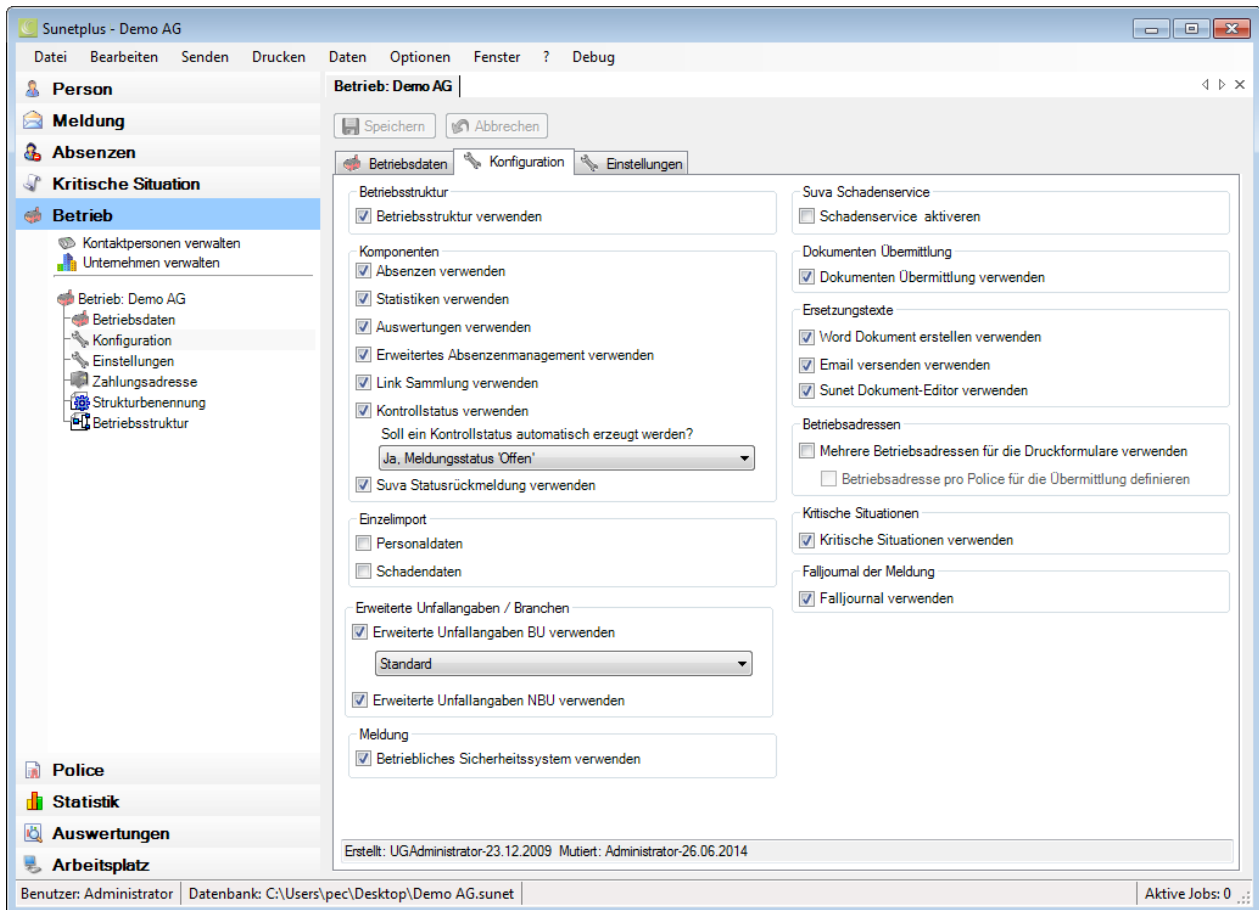 Sunetplus - Demo AG
Datei Bearbeiten Senden Drucken Daten Optionen Fenster ? Debug
Person
Meldung
Absenzen
Kritische Situation
Betrieb
Kontaktpersonen verwalten
Unternehmen verwalten
Betrieb: Demo AG
Betriebsdaten
Konfiguration
Einstellungen
Zahlungsadresse
Strukturbenennung
Betriebsstruktur
Police
Statistik
Auswertungen
Arbeitsplatz
Betrieb: Demo AG
Speichern Abbrechen
Betriebsdaten Konfiguration Einstellungen
Betriebsstruktur
Betriebsstruktur verwenden
Komponenten
Absenzen verwenden
Statistiken verwenden
Auswertungen verwenden
Erweitertes Absenzenmanagement verwenden
Link Sammlung verwenden
Kontrollstatus verwenden
Soll ein Kontrollstatus automatisch erzeugt werden?
Ja, Meldungsstatus 'Offen'
Suva Statusrückmeldung verwenden
Einzelimport
Personaldaten
Schadendaten
Erweiterte Unfallangaben / Branchen
Erweiterte Unfallangaben BU verwenden
Standard
Erweiterte Unfallangaben NBU verwenden
Meldung
Betriebliches Sicherheitssystem verwenden
Suva Schadenservice
Schadenservice aktiveren
Dokumenten Übermittlung
Dokumenten Übermittlung verwenden
Ersetzungstexte
Word Dokument erstellen verwenden
Email versenden verwenden
Sunet Dokument-Editor verwenden
Betriebsadressen
Mehrere Betriebsadressen für die Druckformulare verwenden
Betriebsadresse pro Police für die Übermittlung definieren
Kritische Situationen
Kritische Situationen verwenden
Falljournal der Meldung
Falljournal verwenden
Erstellt: UGAdministrator-23.12.2009 Mutiert: Administrator-26.06.2014
Benutzer: Administrator Datenbank: C:\Users\pec\Desktop\Demo AG.sunet Aktive Jobs: 0